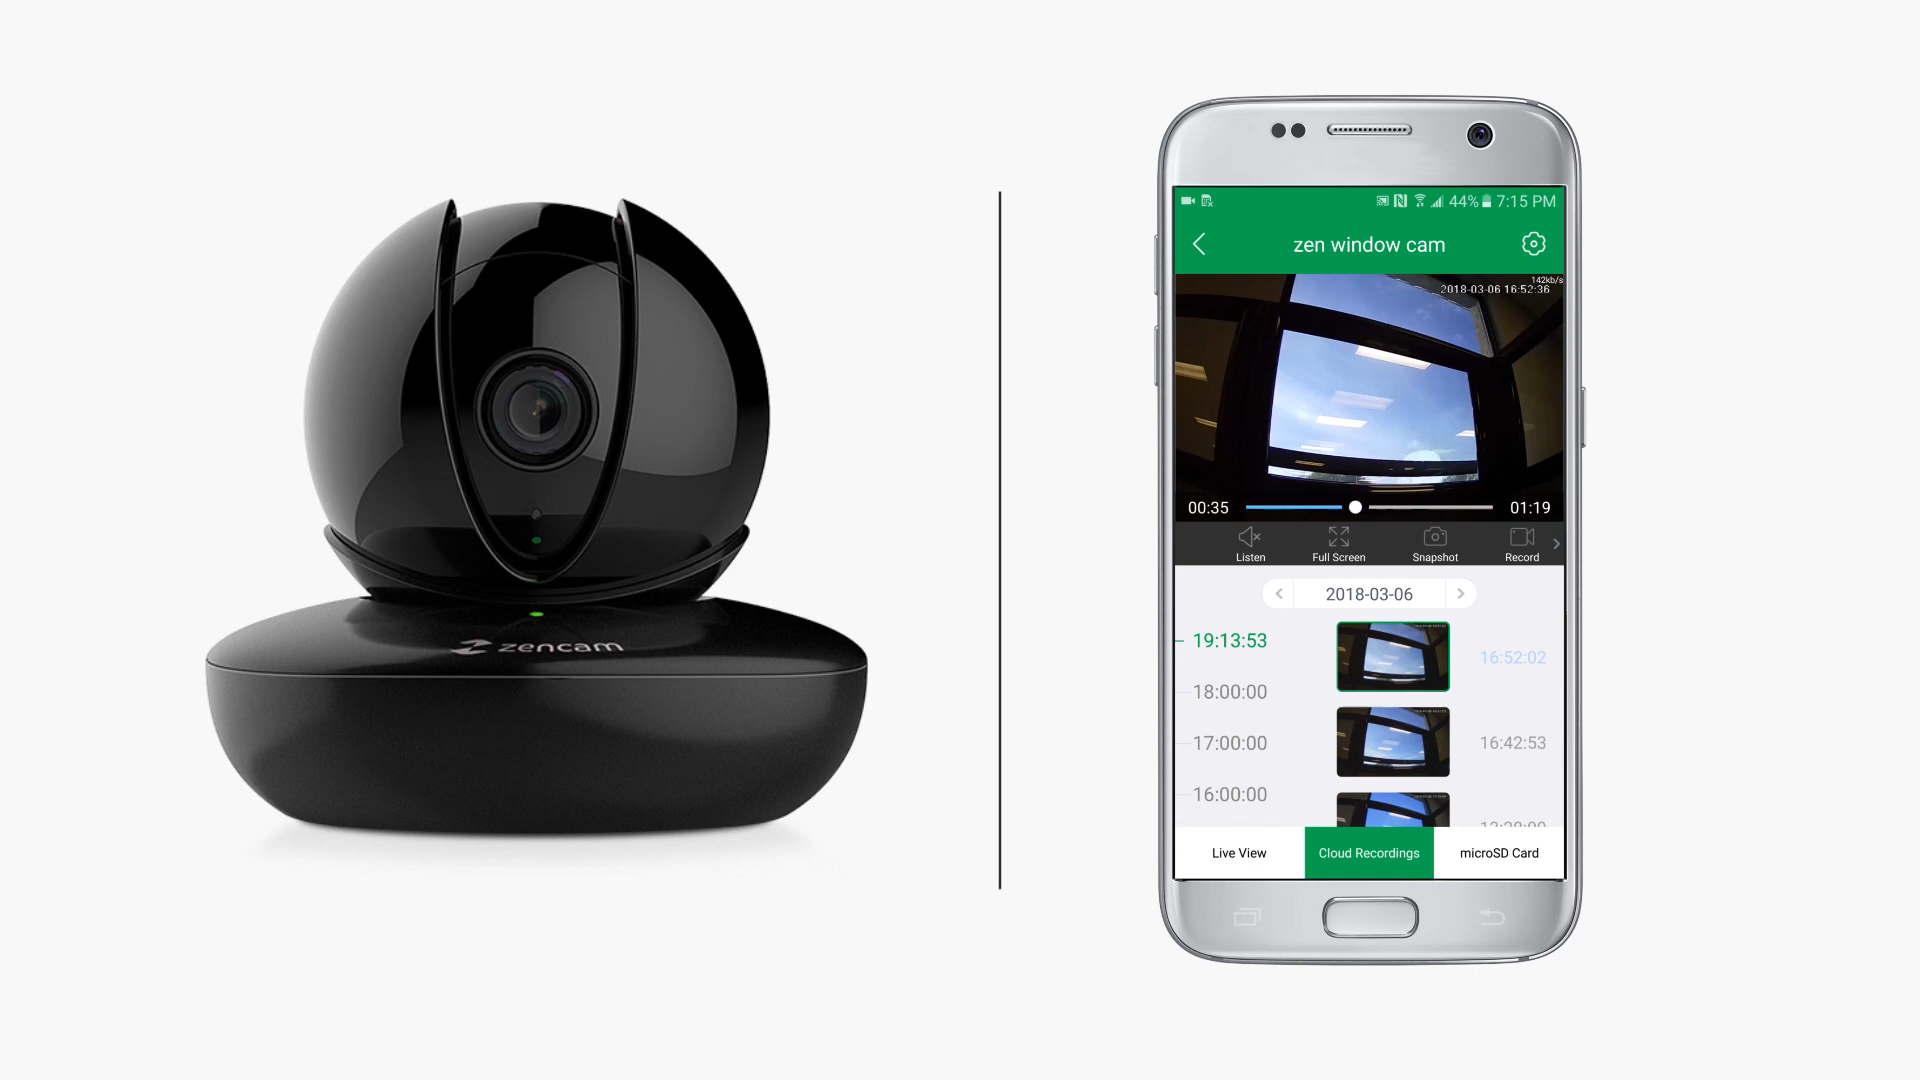 zencam
44% 7:15 PM
zen window cam
142kb/s
2018-03-06 16:52:36
00:35 01:19
Listen Full Screen Snapshot Record
2018-03-06
19:13:53
16:52:02
18:00:00
17:00:00 16:42:53
16:00:00
Live View Cloud Recordings microSD Card